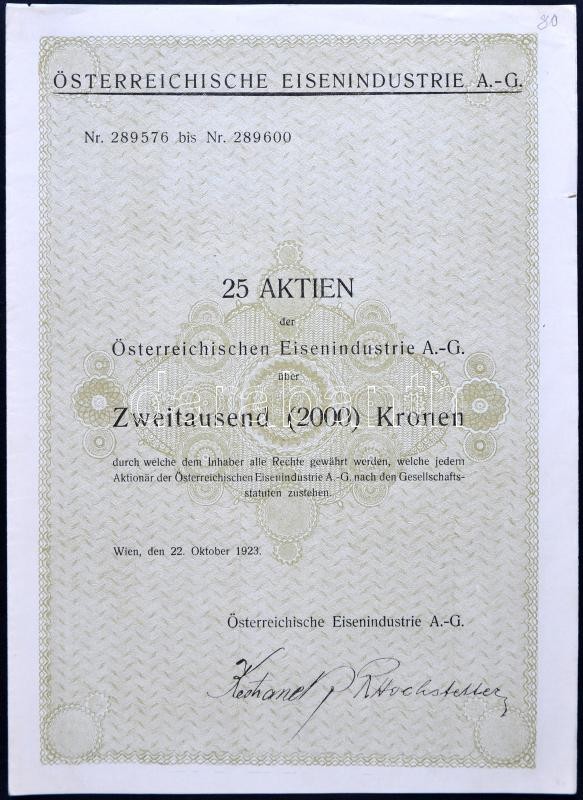 80
ÖSTERREICHISCHE EISENINDUSTRIE A.-G.
Nr. 289576 bis Nr. 289600
25 AKTIEN
der
Österreichischen Eisenindustrie A.-G.
über
Zweitausend (2000) Kronen
durch welche dem Inhaber alle Rechte gewährt werden, welche jedem
Aktionär der Österreichischen Eisenindustrie A.-G. nach den Gesellschafts-
statuten zustehen.
Wien, den 22. Oktober 1923.
Österreichische Eisenindustrie A.-G.
R Hochstetter